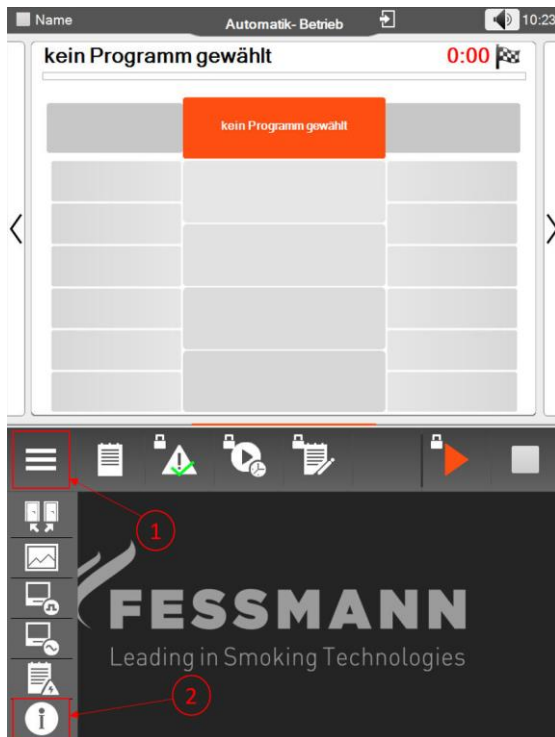 Name
Automatik- Betrieb
10:23
kein Programm gewählt
0:00
kein Programm gewählt
1
FESSMANN
Leading in Smoking Technologies
2